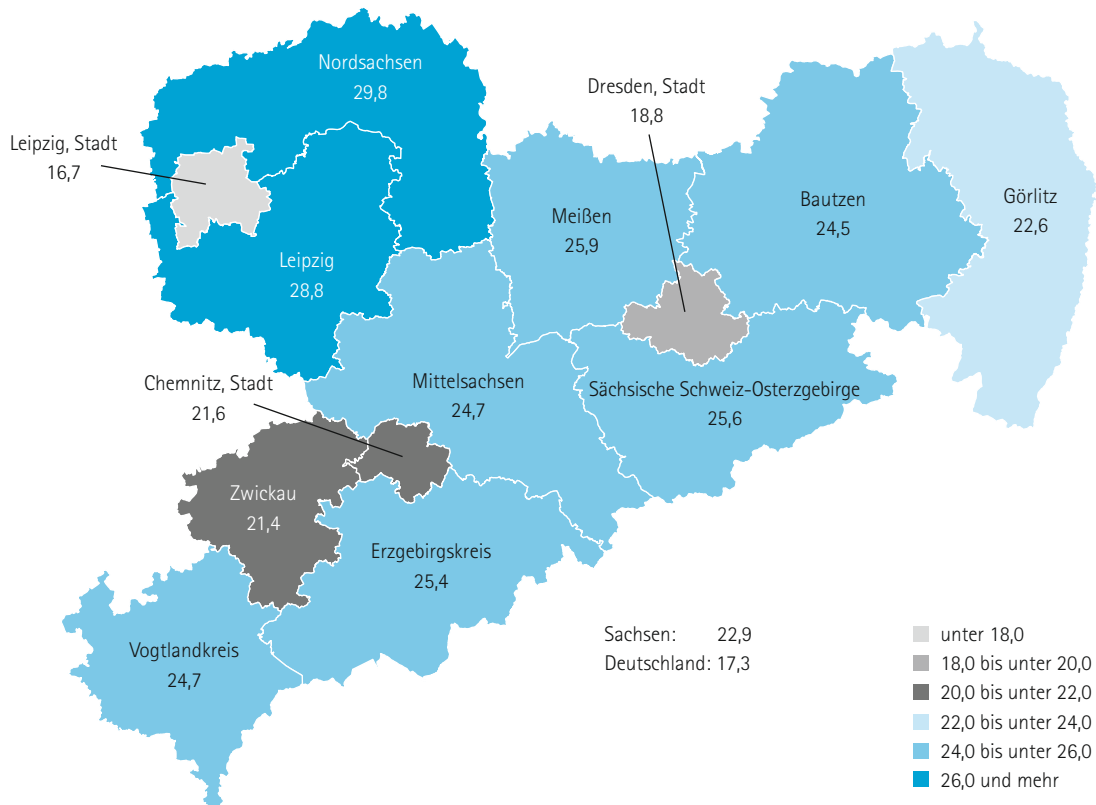 Nordsachsen
29,8
Dresden, Stadt
18,8
Leipzig, Stadt
16,7
Meißen
25,9
Bautzen
24,5
Görlitz
22,6
Leipzig
28,8
Chemnitz, Stadt
21,6
Mittelsachsen
24,7
Sächsische Schweiz-Osterzgebirge
25,6
Zwickau
21,4
Erzgebirgskreis
25,4
Vogtlandkreis
24,7
Sachsen: 22,9
Deutschland: 17,3
unter 18,0
18,0 bis unter 20,0
20,0 bis unter 22,0
22,0 bis unter 24,0
24,0 bis unter 26,0
26,0 und mehr